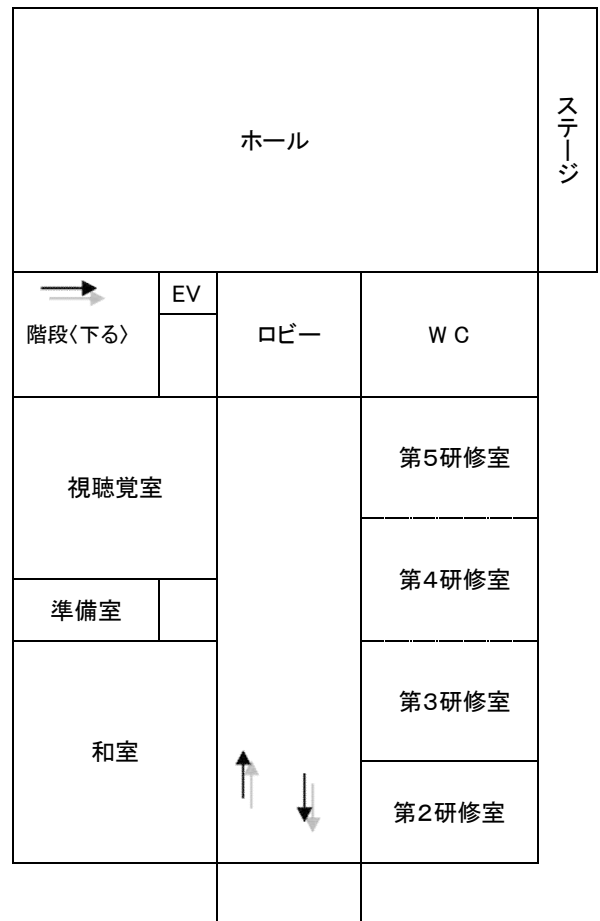 ホール
ステージ
階段〈下る〉
EV
ロビー
ＷＣ
視聴覚室
第５研修室
準備室
第４研修室
和室
第３研修室
第２研修室